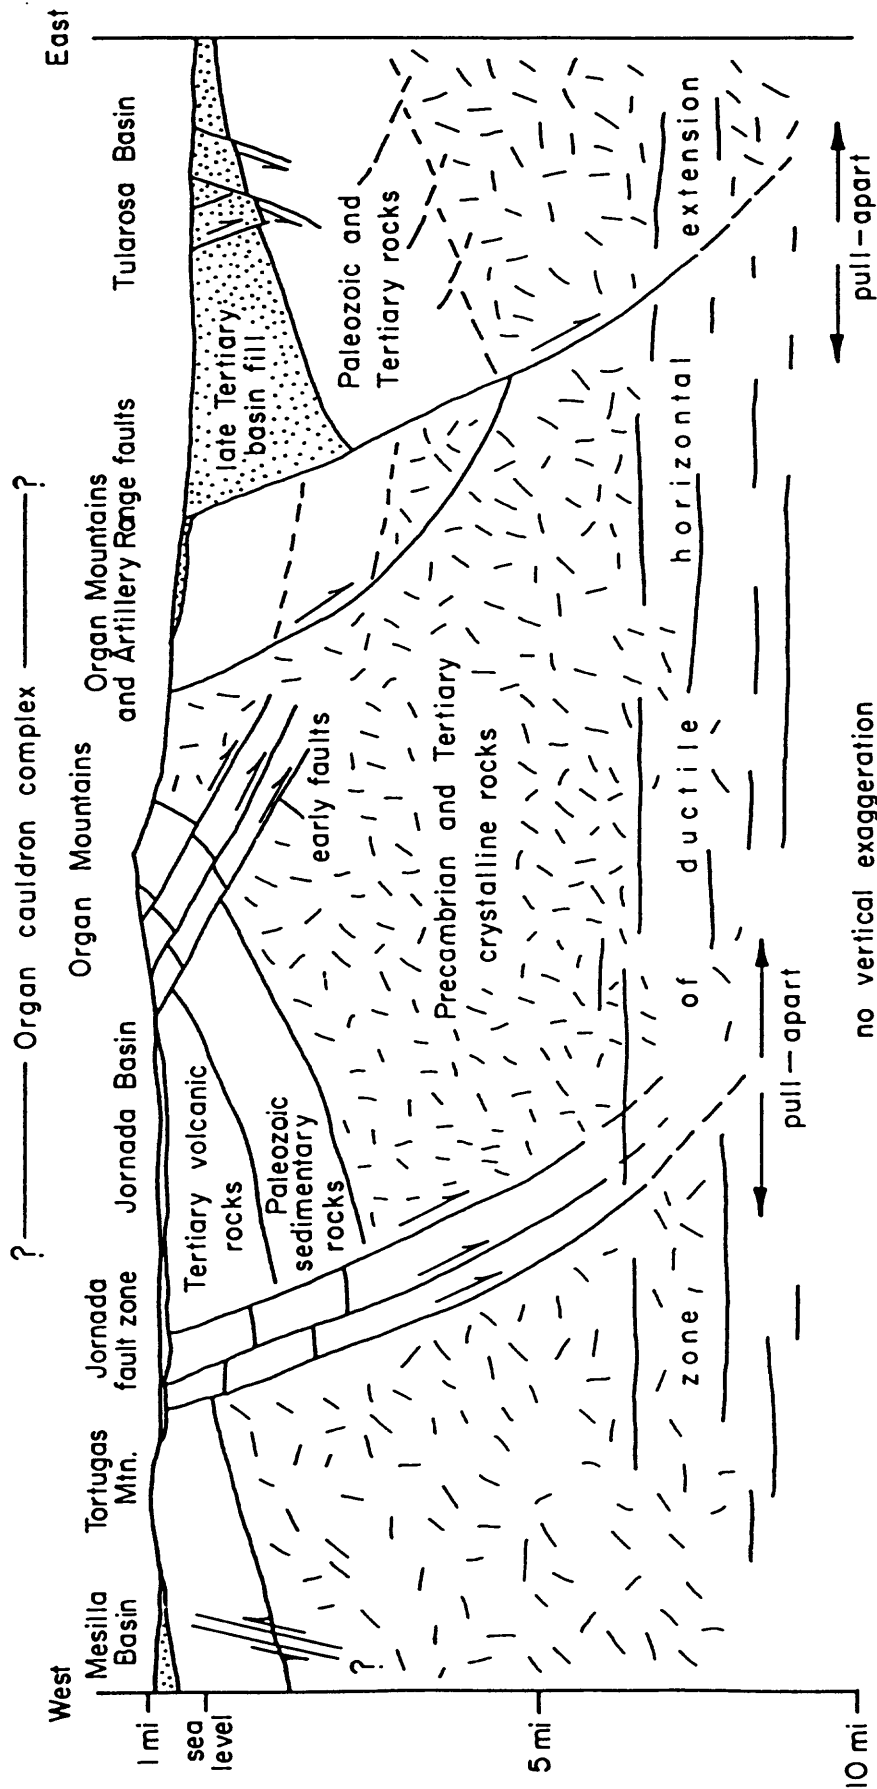 ?——— Organ cauldron complex ———?
West
East
Mesilla
Basin
Tortugas
Mtn.
Jornada
fault zone
Jornada Basin
Organ Mountains
Organ Mountains
and Artillery Range faults
Tularosa Basin
1 mi
sea
level
5 mi
10 mi
Tertiary volcanic
rocks
Paleozoic
sedimentary
rocks
early faults
late Tertiary
basin fill
Paleozoic and
Tertiary rocks
?
Precambrian and Tertiary
crystalline rocks
zone of ductile horizontal extension
pull–apart
pull–apart
no vertical exaggeration